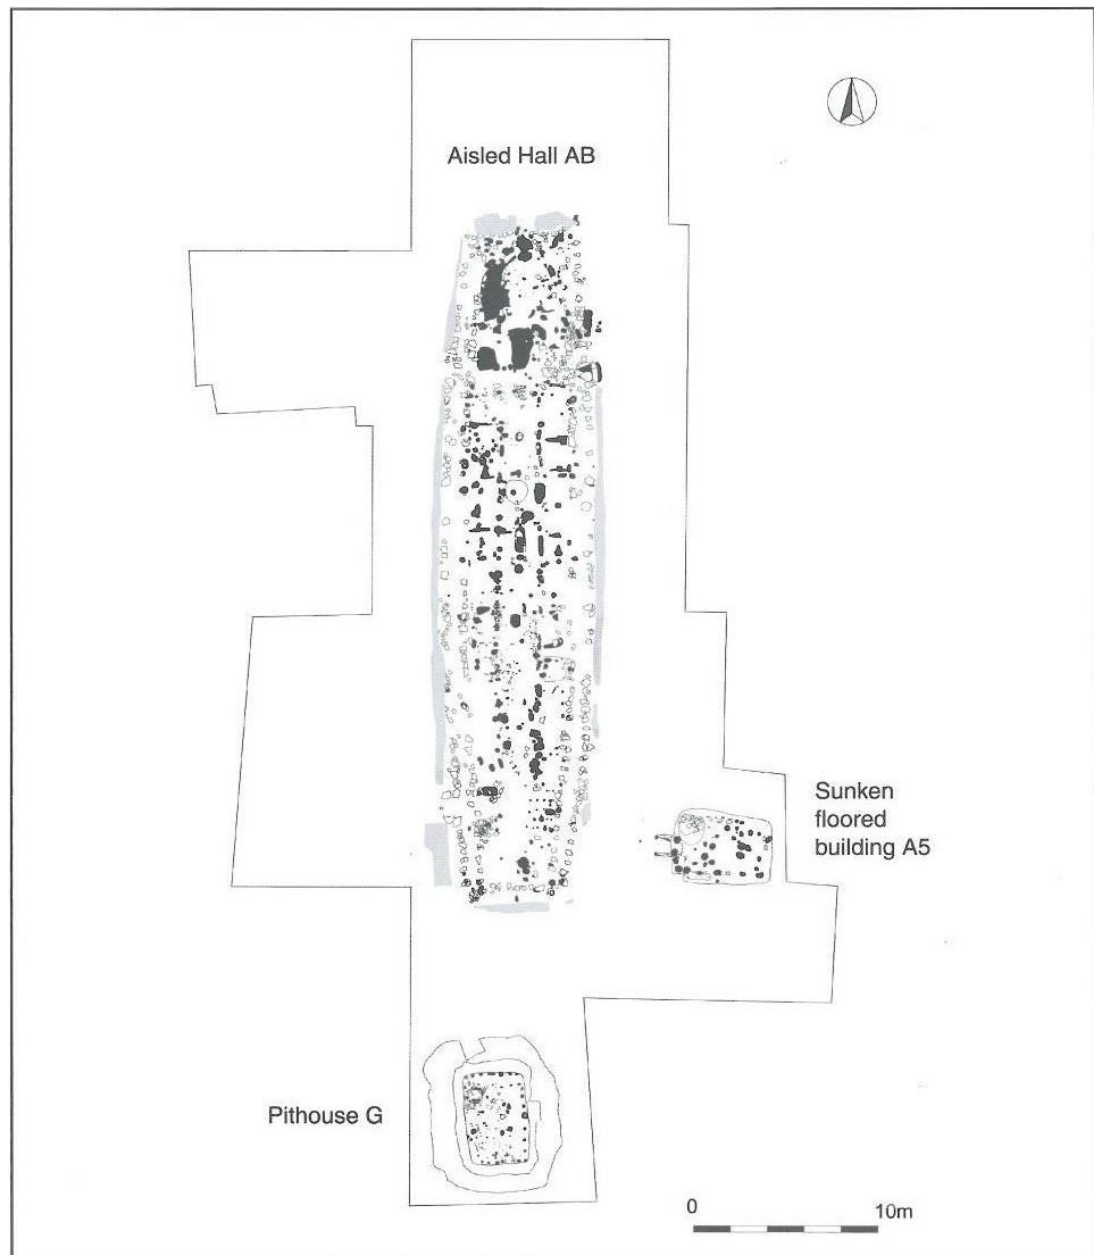 Aisled Hall AB
Sunken
floored
building A5
Pithouse G
0 10m